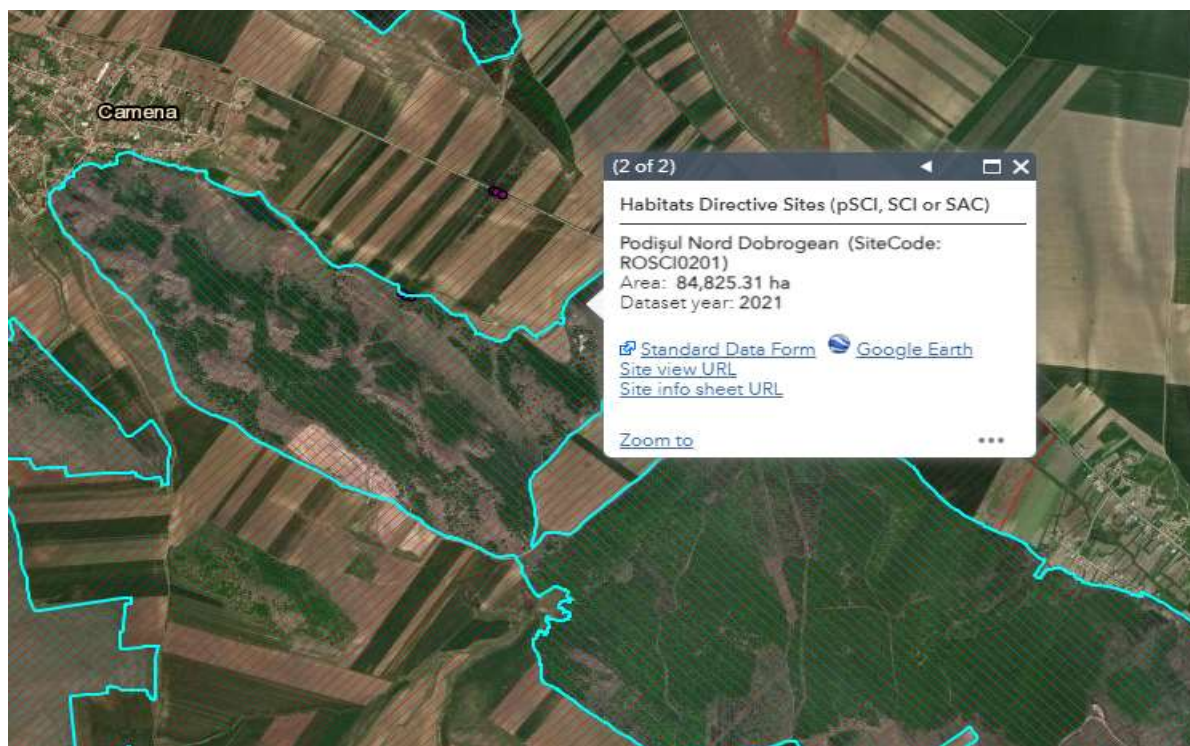 Camena
(2 of 2)
Habitats Directive Sites (pSCI, SCI or SAC)
Podișul Nord Dobrogean (SiteCode:
ROSCI0201)
Area: 84,825.31 ha
Dataset year: 2021
Standard Data Form Google Earth
Site view URL
Site info sheet URL
Zoom to